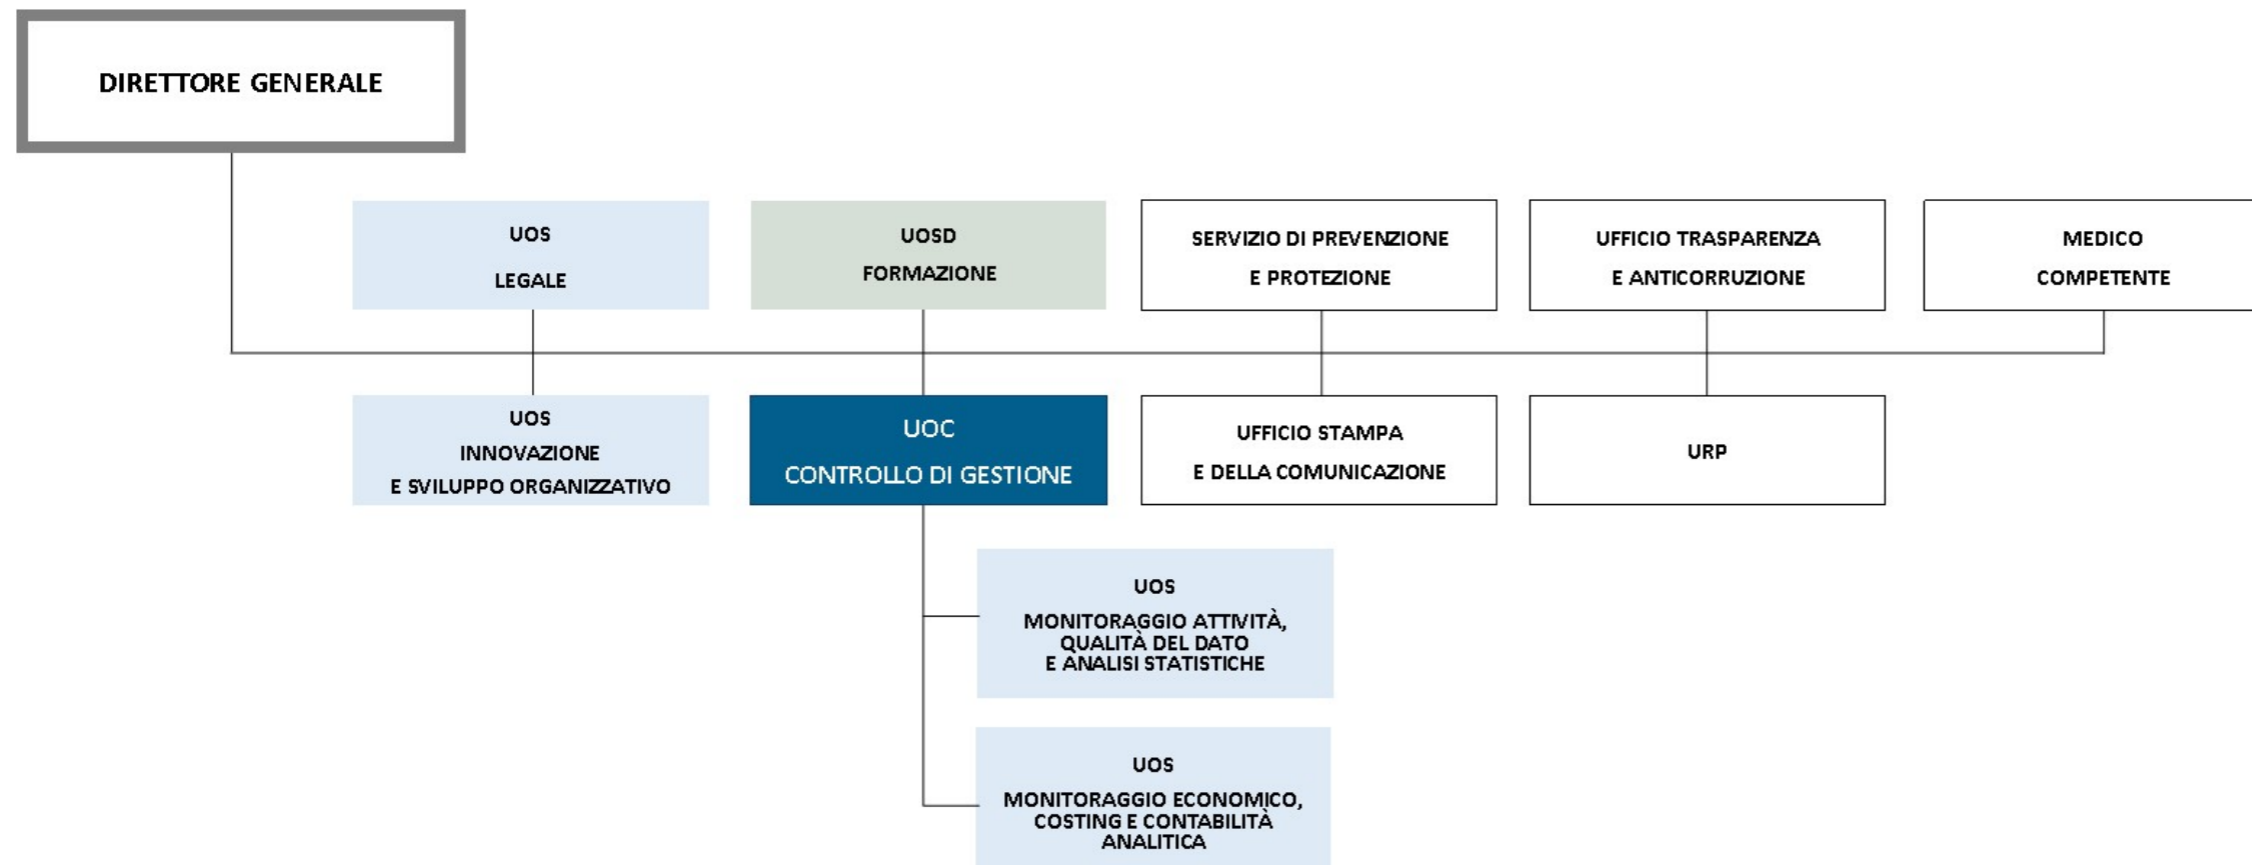 DIRETTORE GENERALE
UOS
LEGALE
UOSD
FORMAZIONE
SERVIZIO DI PREVENZIONE
E PROTEZIONE
UFFICIO TRASPARENZA
E ANTICORRUZIONE
MEDICO
COMPETENTE
UOS
INNOVAZIONE
E SVILUPPO ORGANIZZATIVO
UOC
CONTROLLO DI GESTIONE
UFFICIO STAMPA
E DELLA COMUNICAZIONE
URP
UOS
MONITORAGGIO ATTIVITÀ,
QUALITÀ DEL DATO
E ANALISI STATISTICHE
UOS
MONITORAGGIO ECONOMICO,
COSTING E CONTABILITÀ
ANALITICA